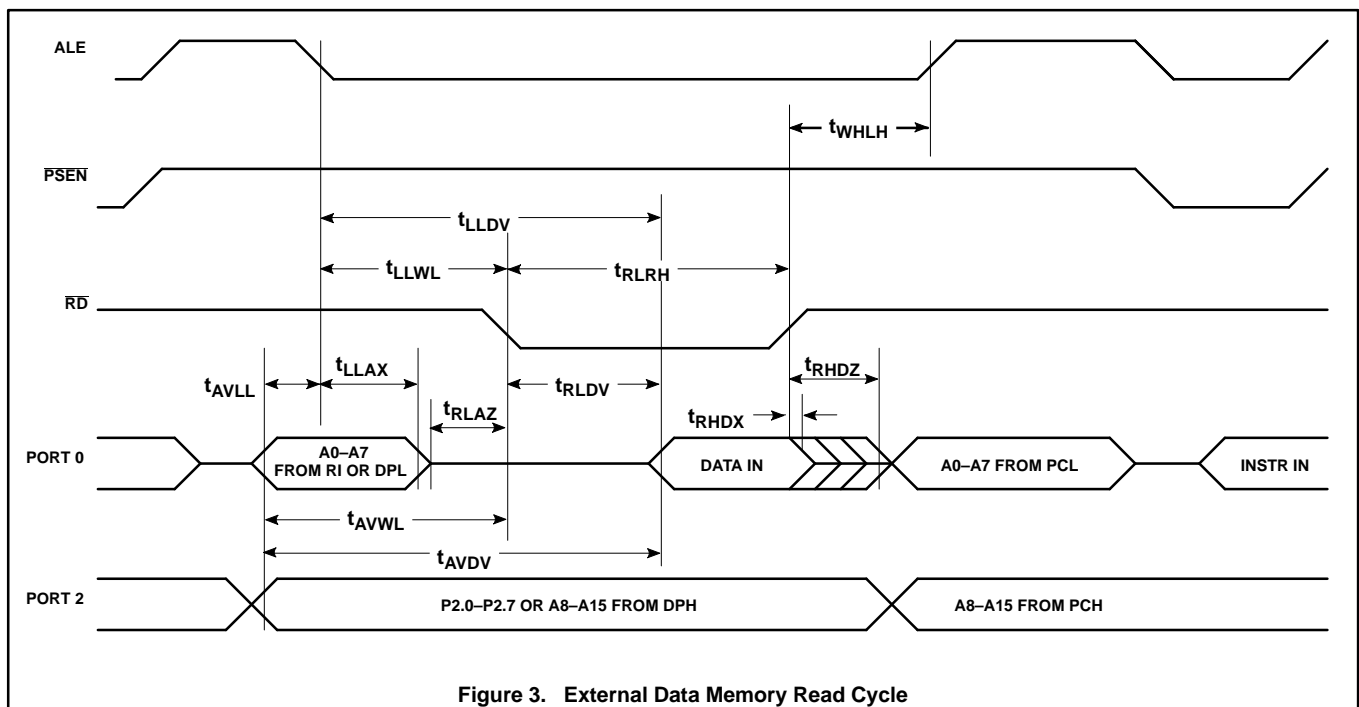 ALE
tWHLH
PSEN
tLLDV
tLLWL
tRLRH
RD
tAVLL
tLLAX
tRLAZ
tRLDV
tRHDZ
tRHDX
PORT 0
A0–A7
FROM RI OR DPL
DATA IN
A0–A7 FROM PCL
INSTR IN
tAVWL
tAVDV
PORT 2
P2.0–P2.7 OR A8–A15 FROM DPH
A8–A15 FROM PCH
Figure 3. External Data Memory Read Cycle